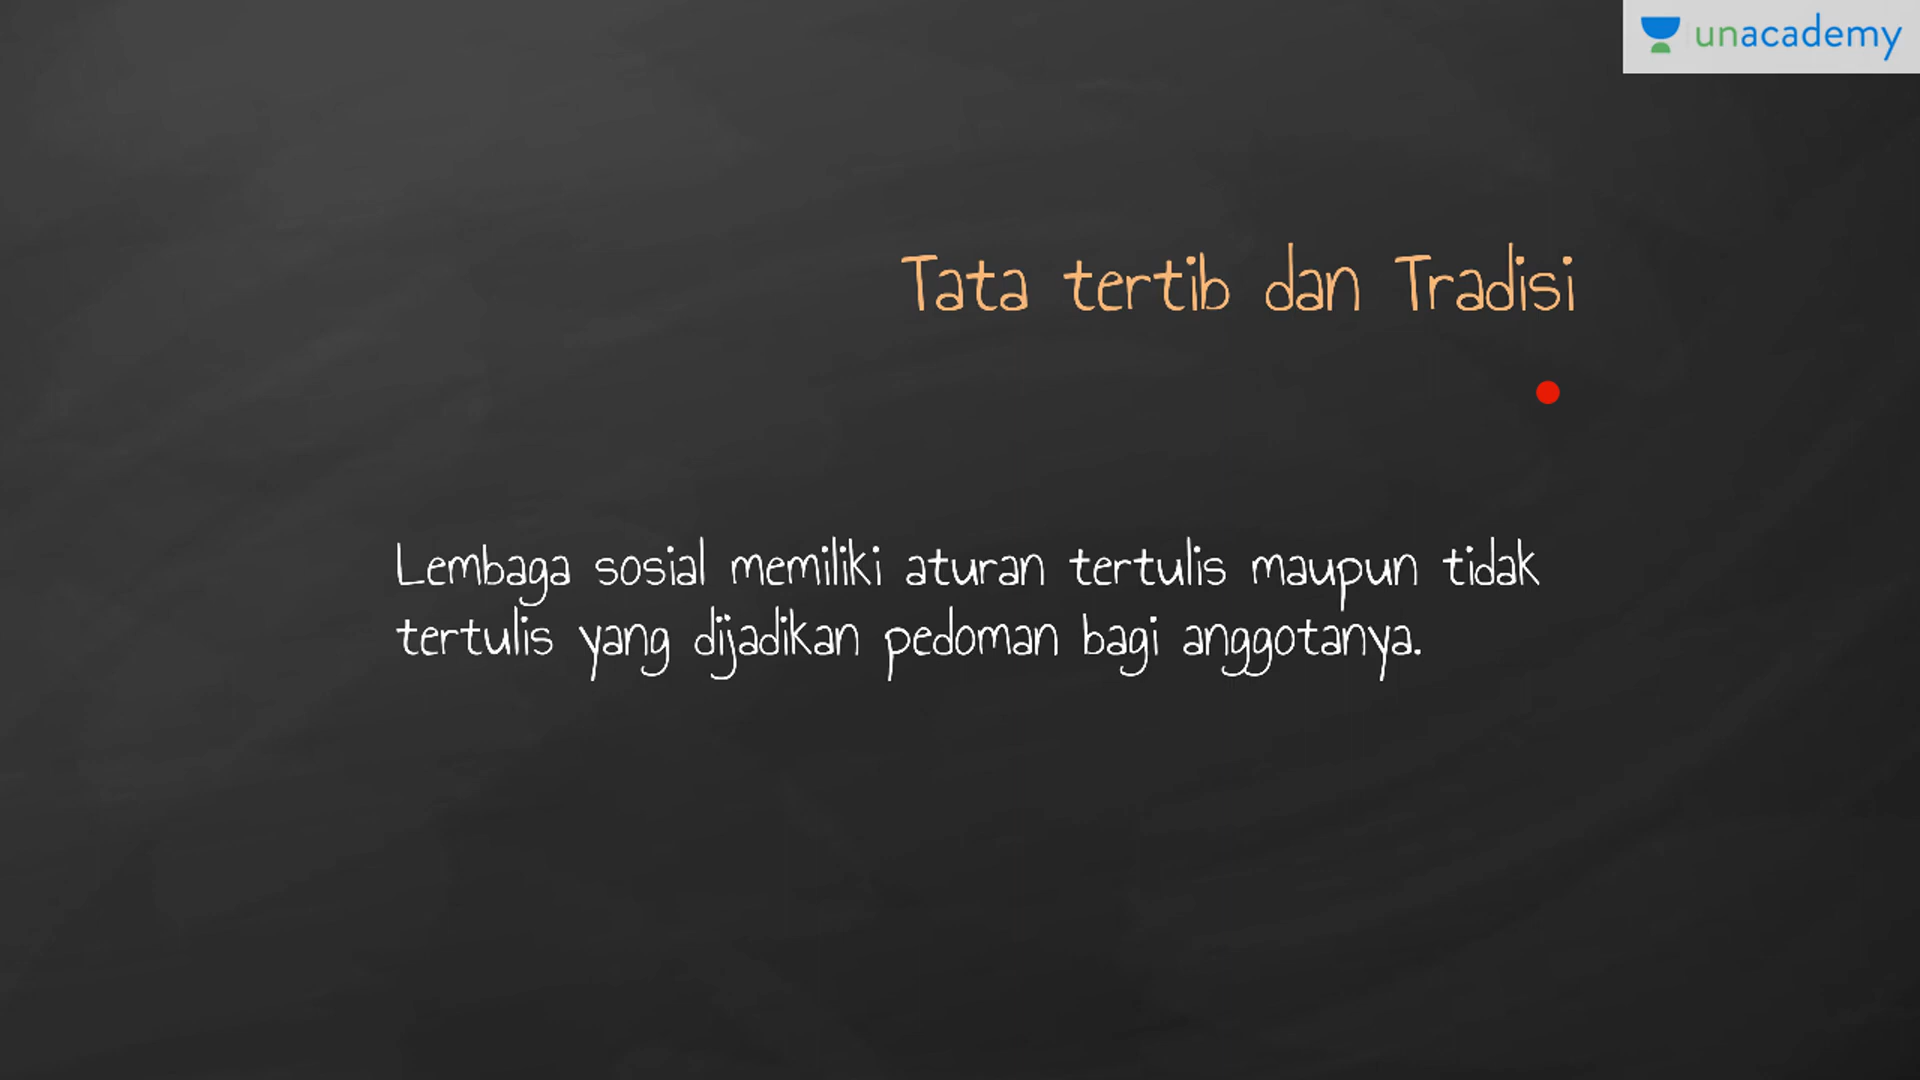 unacademy
Tata tertib dan Tradisi
Lembaga sosial memiliki aturan tertulis maupun tidak
tertulis yang dijadikan pedoman bagi anggotanya.